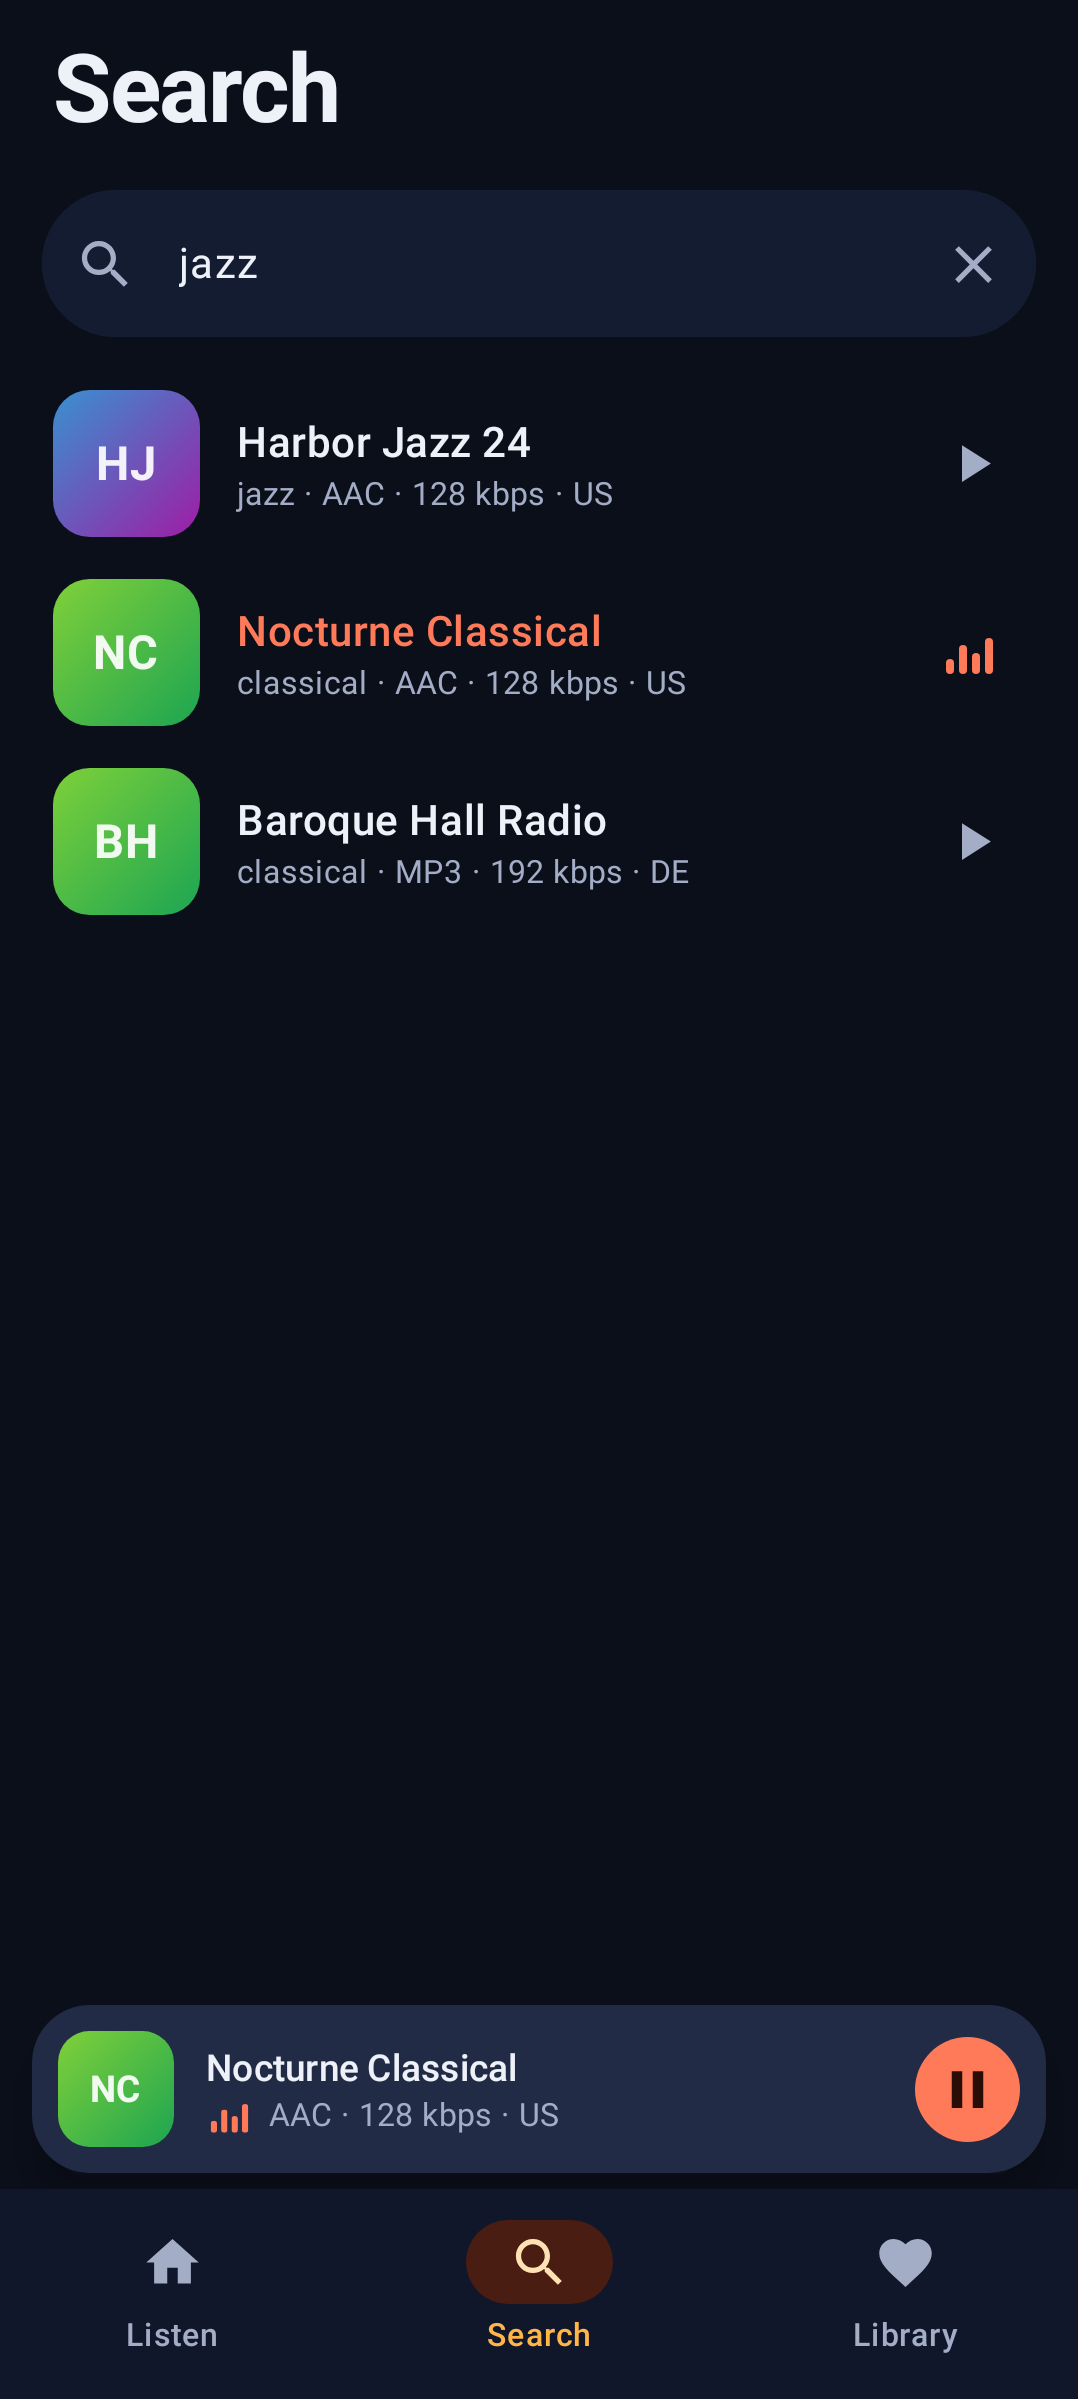 Search
jazz
HJ
Harbor Jazz 24
jazz · AAC · 128 kbps · US
NC
Nocturne Classical
classical · AAC · 128 kbps · US
BH
Baroque Hall Radio
classical · MP3 · 192 kbps · DE
NC
Nocturne Classical
AAC · 128 kbps · US
Listen
Search
Library